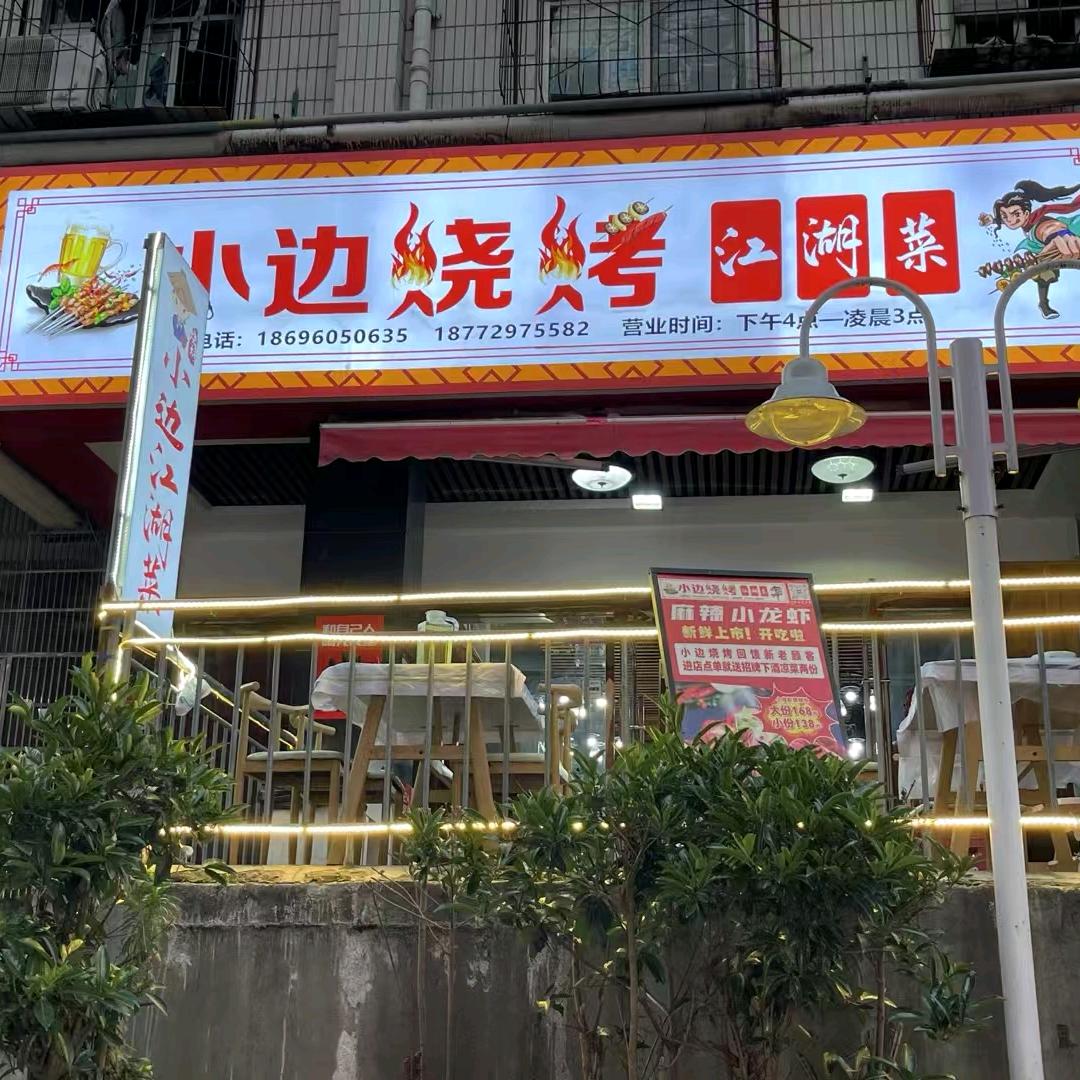 小边烧烤 江湖菜
电话：18696050635 18772975582 营业时间：下午4点—凌晨3点
小边江湖菜
小边烧烤
麻辣小龙虾
新鲜上市！开吃啦
小边烧烤回馈新老顾客
进店点单就送招牌下酒凉菜两份
大份168
小份138